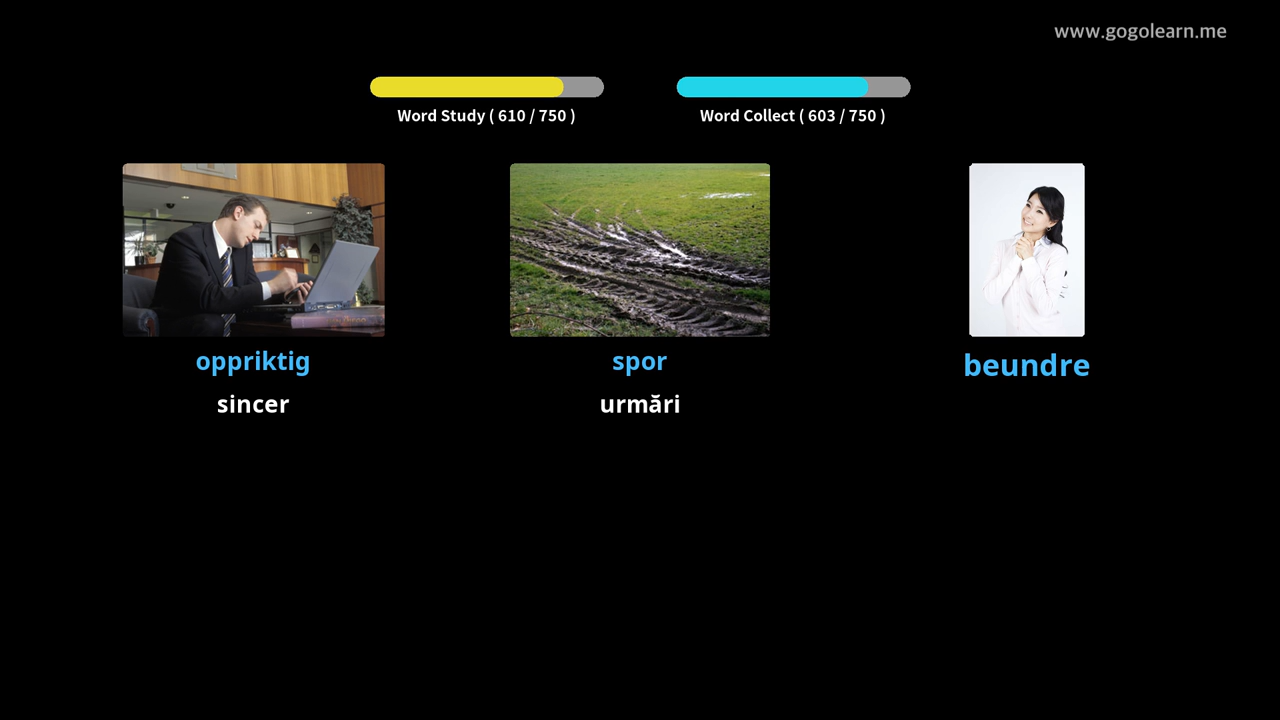 www.gogolearn.me
Word Study ( 610 / 750 )
Word Collect ( 603 / 750 )
oppriktig
sincer
spor
urmări
beundre